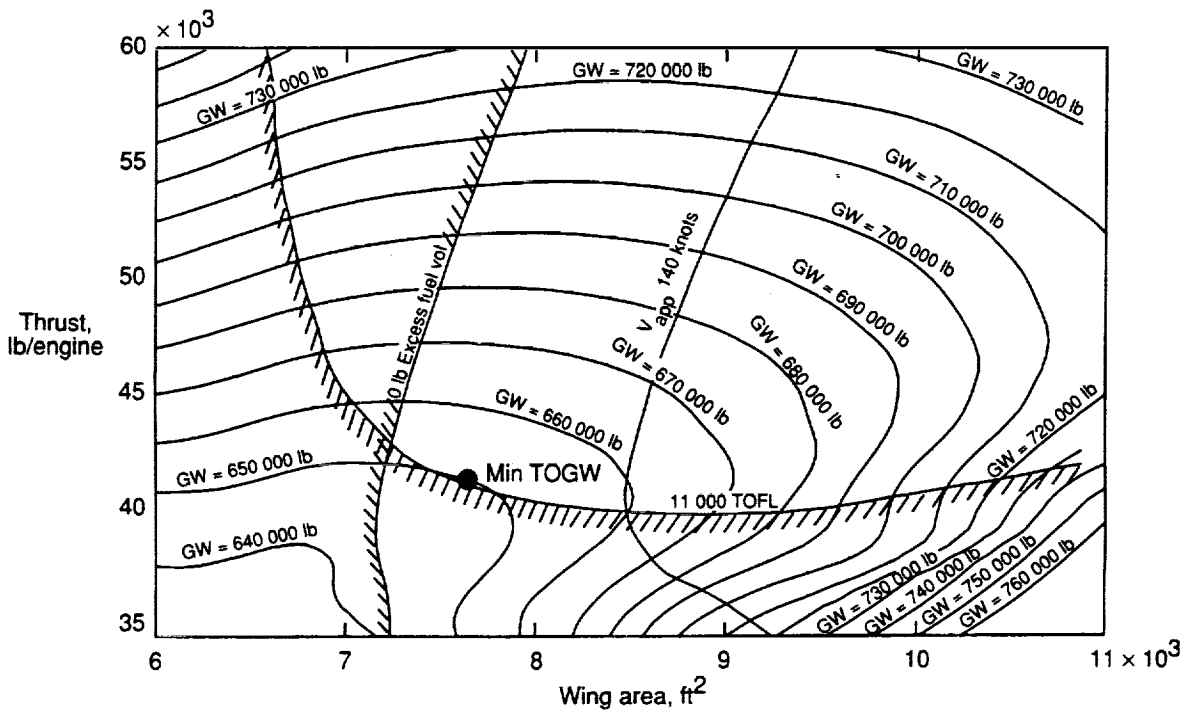 60 × 10³
55
50
45
40
35
Thrust,
lb/engine
6
7
8
9
10
11 × 10³
Wing area, ft²
GW = 730 000 lb
GW = 720 000 lb
GW = 730 000 lb
GW = 710 000 lb
GW = 700 000 lb
GW = 690 000 lb
GW = 680 000 lb
GW = 670 000 lb
GW = 660 000 lb
GW = 650 000 lb
GW = 640 000 lb
0 lb Excess fuel vol
V app 140 knots
Min TOGW
11 000 TOFL
GW = 720 000 lb
GW = 730 000 lb
GW = 740 000 lb
GW = 750 000 lb
GW = 760 000 lb